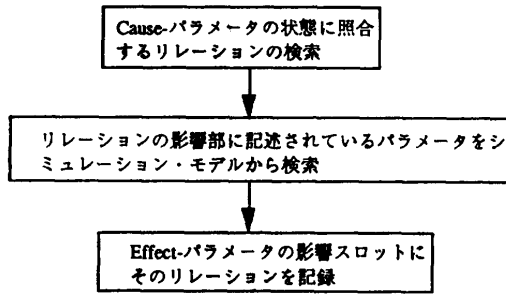 Cause-パラメータの状態に照合
するリレーションの検索
リレーションの影響部に記述されているパラメータをシ
ミュレーション・モデルから検索
Effect-パラメータの影響スロットに
そのリレーションを記録